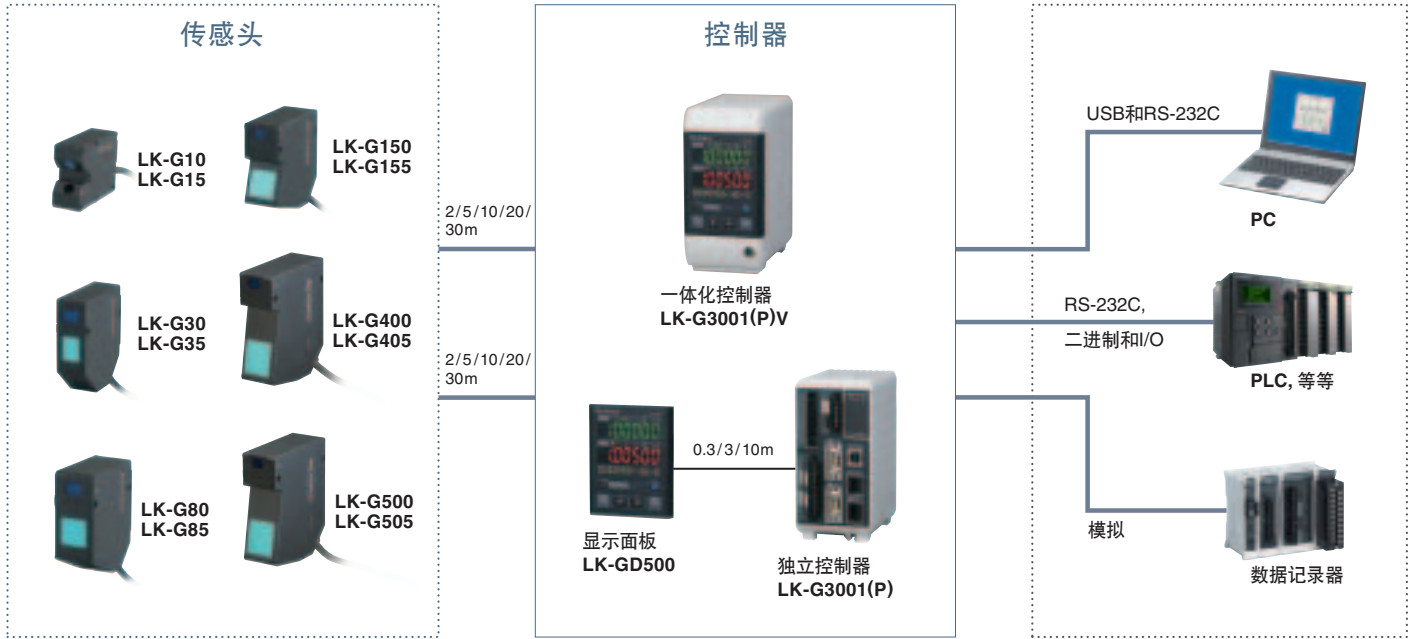 传感头
LK-G10
LK-G15
LK-G150
LK-G155
LK-G30
LK-G35
LK-G400
LK-G405
LK-G80
LK-G85
LK-G500
LK-G505
2/5/10/20/
30m
2/5/10/20/
30m
控制器
一体化控制器
LK-G3001(P)V
0.3/3/10m
显示面板
LK-GD500
独立控制器
LK-G3001(P)
USB和RS-232C
PC
RS-232C,
二进制和I/O
PLC, 等等
模拟
数据记录器